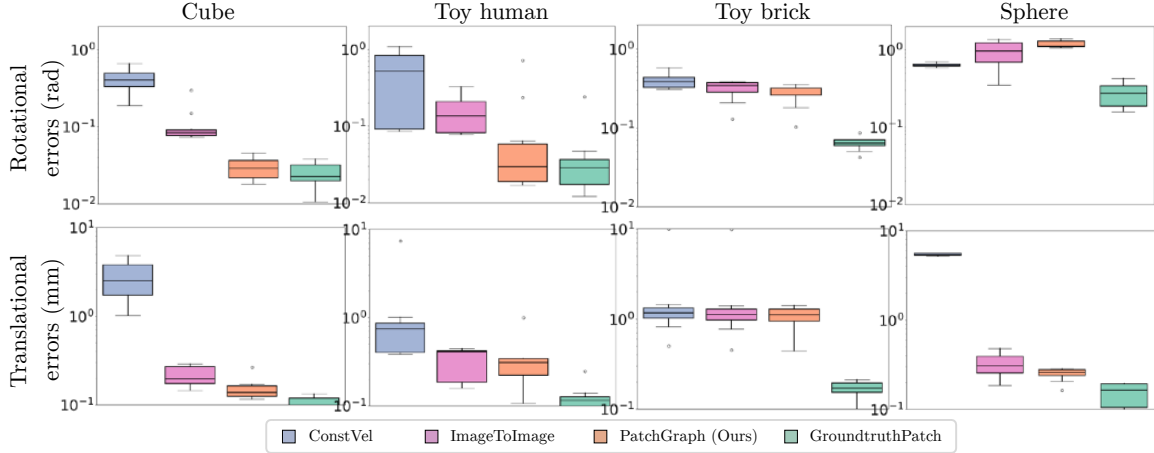 Cube Toy human Toy brick Sphere
Rotational
errors (rad)
10^0 10^0 10^0 10^0
10^-1 10^-1 10^-1 10^-1
10^-2 10^-2 10^-2 10^-2
Translational
errors (mm)
10^1 10^1 10^1 10^1
10^0 10^0 10^0 10^0
10^-1 10^-1 10^-1 10^-1
ConstVel ImageToImage PatchGraph (Ours) GroundtruthPatch